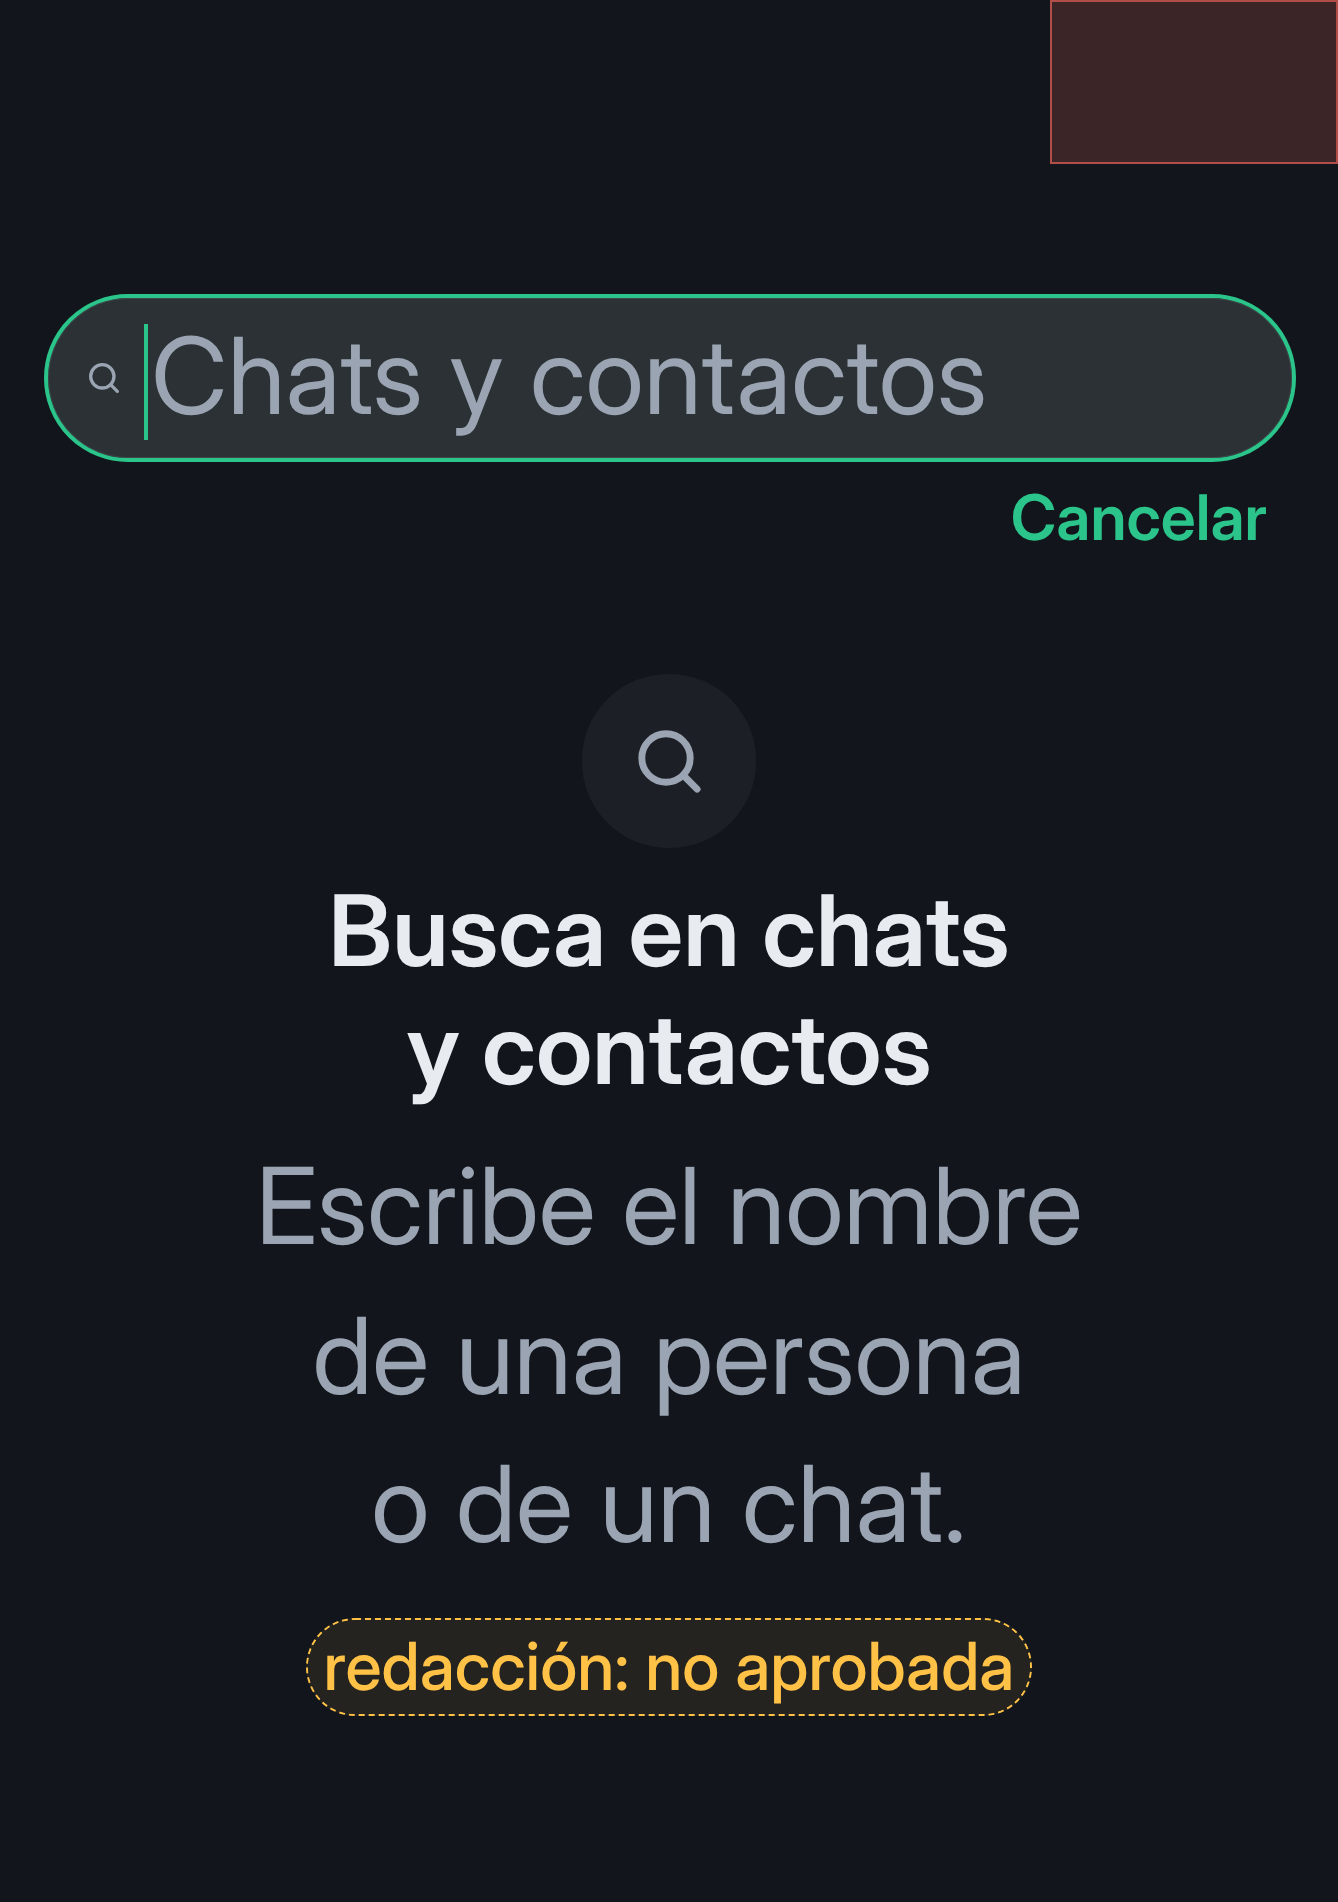 Chats y contactos
Cancelar
Busca en chats
y contactos
Escribe el nombre
de una persona
o de un chat.
redacción: no aprobada